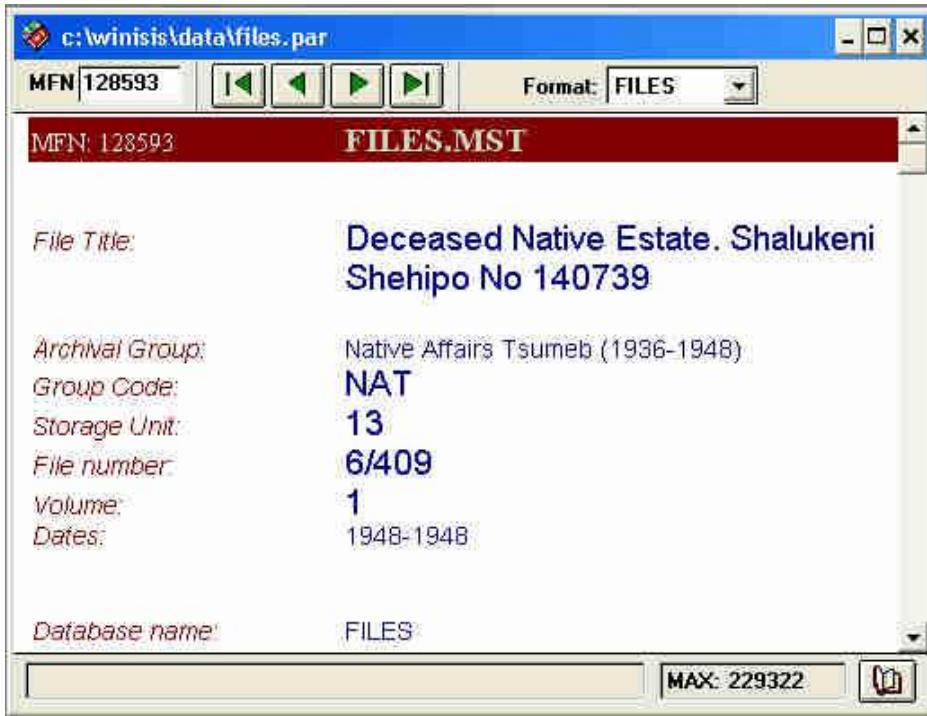 c:\winisis\data\files.par
MFN 128593 Format: FILES
MFN: 128593 FILES.MST
File Title: Deceased Native Estate. Shalukeni
Shehipo No 140739
Archival Group: Native Affairs Tsumeb (1936-1948)
Group Code: NAT
Storage Unit: 13
File number: 6/409
Volume: 1
Dates: 1948-1948
Database name: FILES
MAX: 229322